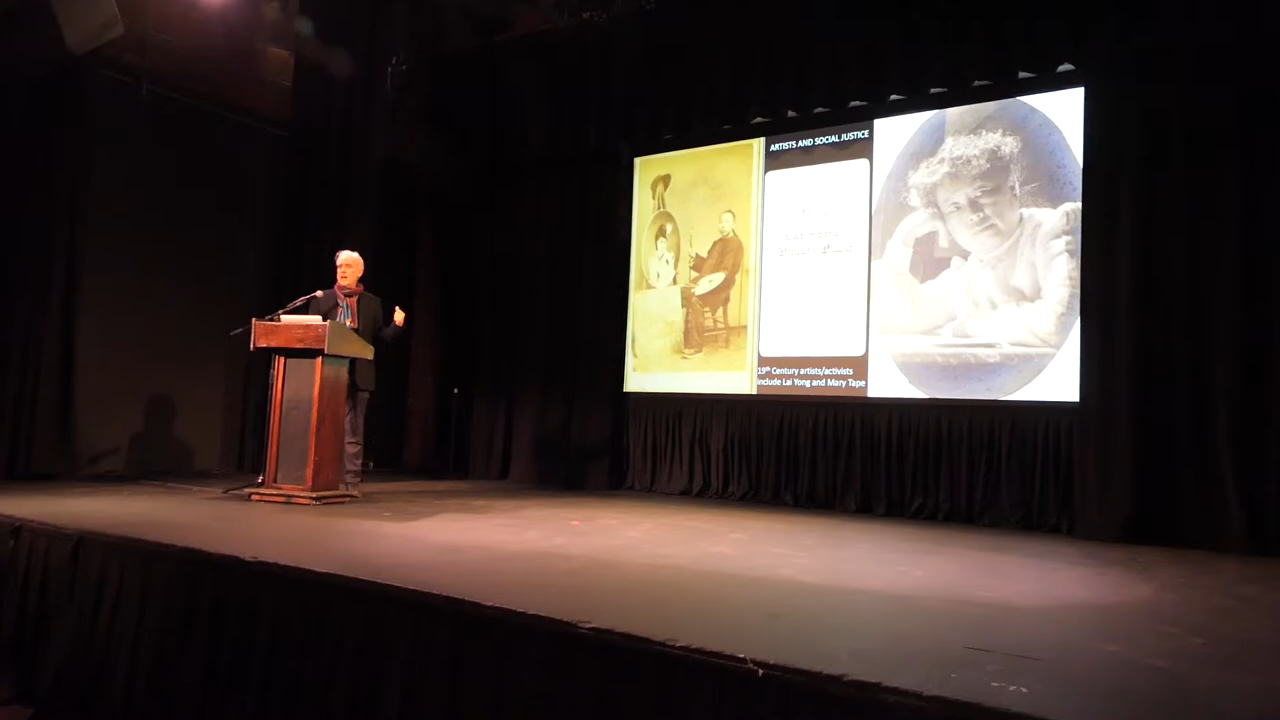 ARTISTS AND SOCIAL JUSTICE
19th Century artists/activists
include Lai Yong and Mary Tape